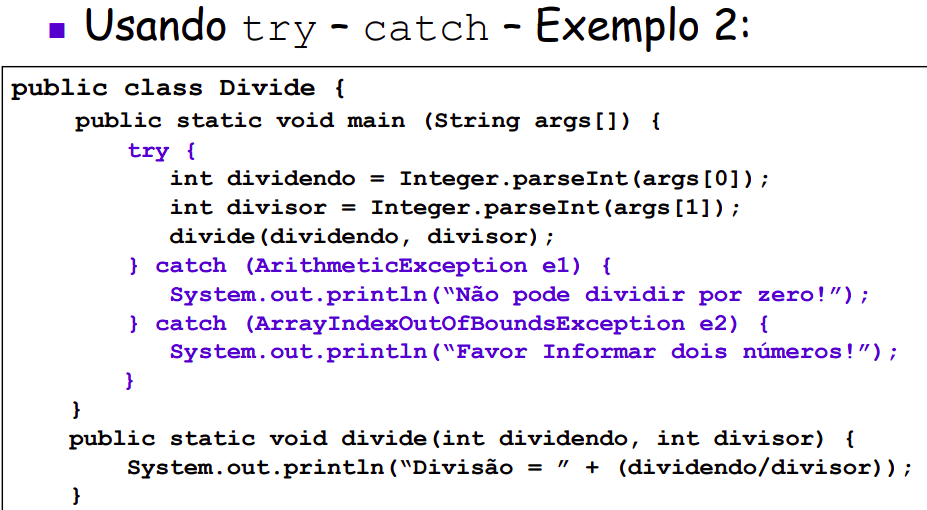 ▪ Usando try – catch – Exemplo 2:
public class Divide {
public static void main (String args[]) {
try {
int dividendo = Integer.parseInt(args[0]);
int divisor = Integer.parseInt(args[1]);
divide(dividendo, divisor);
} catch (ArithmeticException e1) {
System.out.println(“Não pode dividir por zero!”);
} catch (ArrayIndexOutOfBoundsException e2) {
System.out.println(“Favor Informar dois números!”);
}
}
public static void divide(int dividendo, int divisor) {
System.out.println(“Divisão = ” + (dividendo/divisor));
}